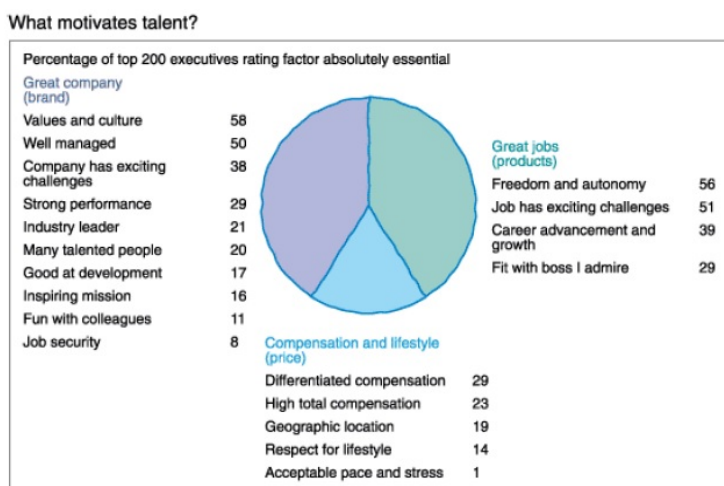 What motivates talent?
Percentage of top 200 executives rating factor absolutely essential
Great company
(brand)
Values and culture 58
Well managed 50
Company has exciting
challenges 38
Strong performance 29
Industry leader 21
Many talented people 20
Good at development 17
Inspiring mission 16
Fun with colleagues 11
Job security 8
Great jobs
(products)
Freedom and autonomy 56
Job has exciting challenges 51
Career advancement and 39
growth
Fit with boss I admire 29
Compensation and lifestyle
(price)
Differentiated compensation 29
High total compensation 23
Geographic location 19
Respect for lifestyle 14
Acceptable pace and stress 1